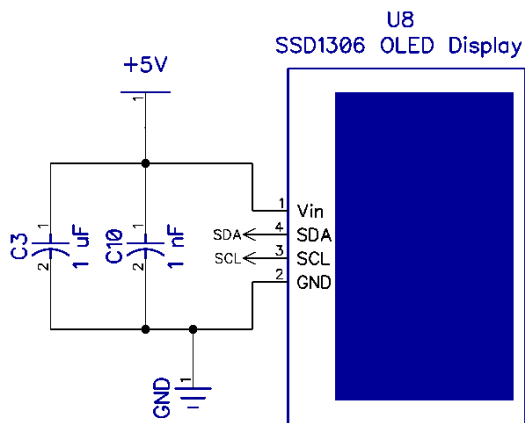 U8
SSD1306 OLED Display
+5V
1
1
C3
1 uF
2
1
C10
1 nF
2
1 Vin
SDA 4 SDA
SCL 3 SCL
2 GND
1
GND